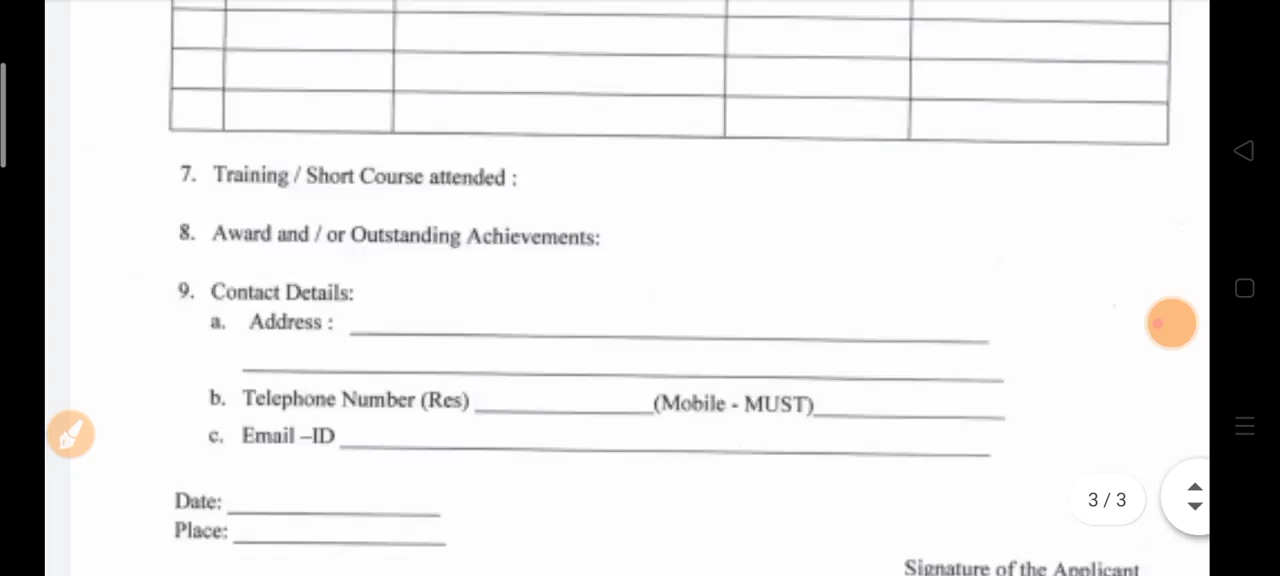 7. Training / Short Course attended :
8. Award and / or Outstanding Achievements:
9. Contact Details:
a. Address :
b. Telephone Number (Res) (Mobile - MUST)
c. Email –ID
3 / 3
Date:
Place:
Signature of the Applicant